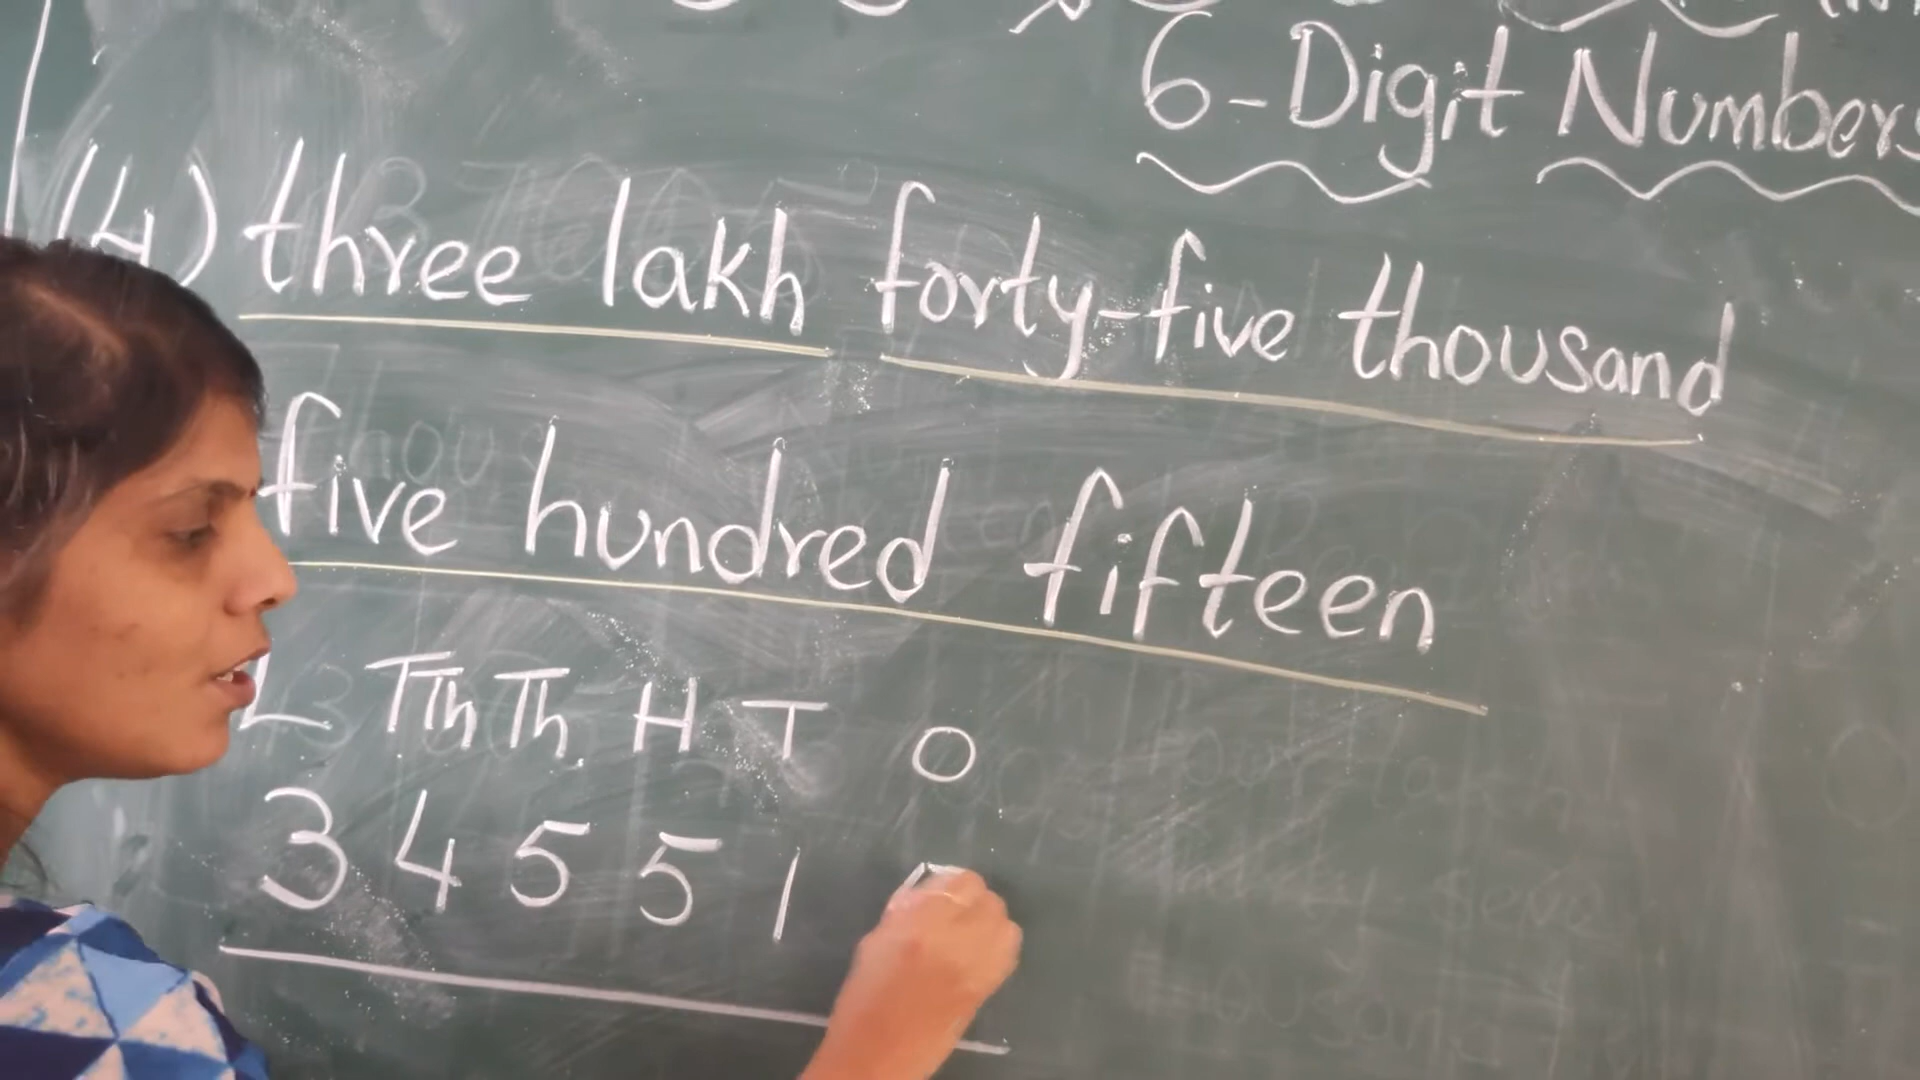 6-Digit Numbers
(4) three lakh forty-five thousand
five hundred fifteen
L TTh Th H T O
3 4 5 5 1